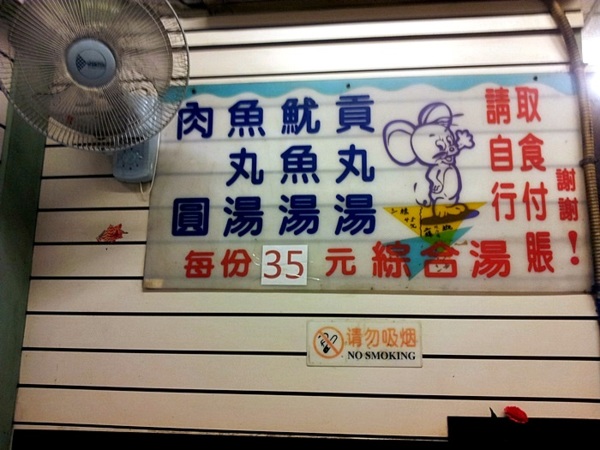 貢丸湯
魷魚湯
魚丸湯
肉圓
綜合湯
每份35元
請自行
取食付賬
謝謝！
请勿吸烟
NO SMOKING